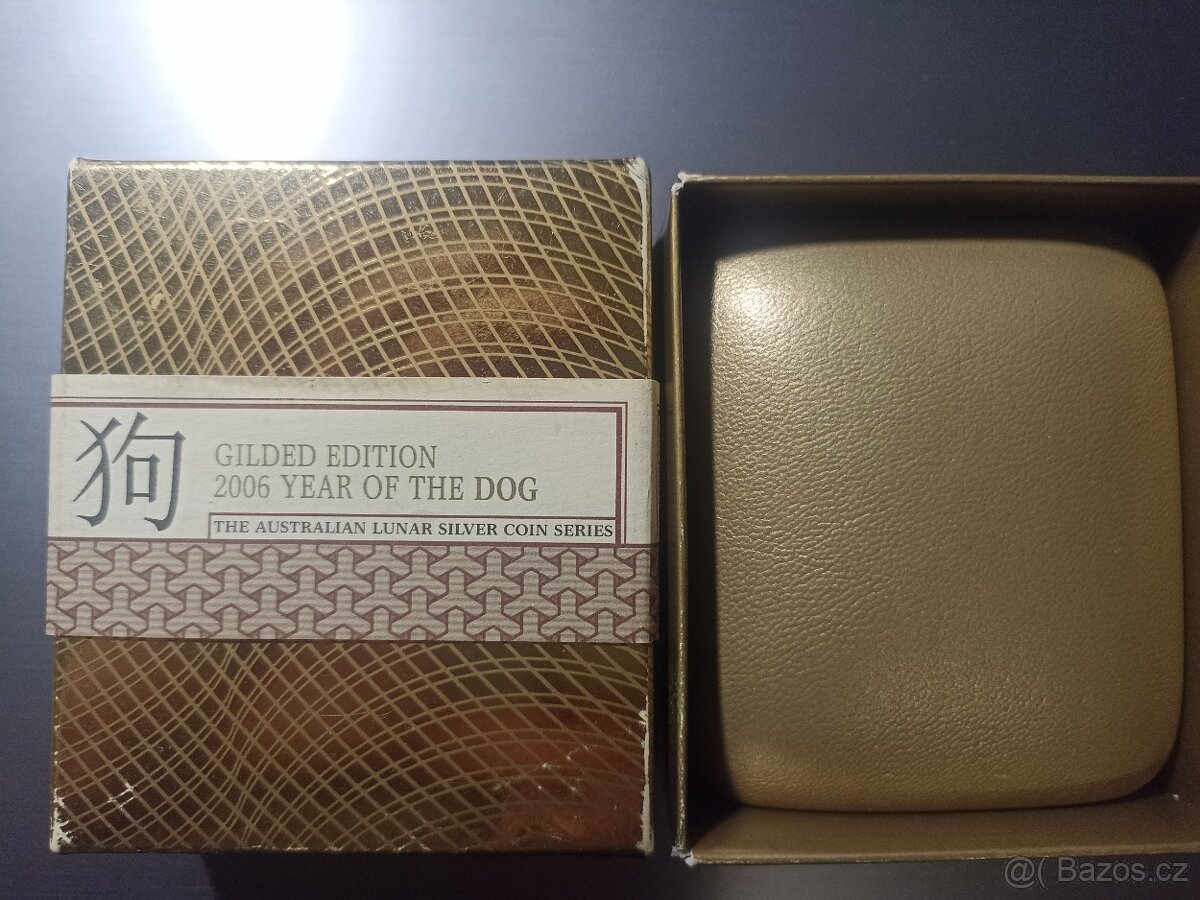 狗
GILDED EDITION
2006 YEAR OF THE DOG
THE AUSTRALIAN LUNAR SILVER COIN SERIES
@( Bazos.cz